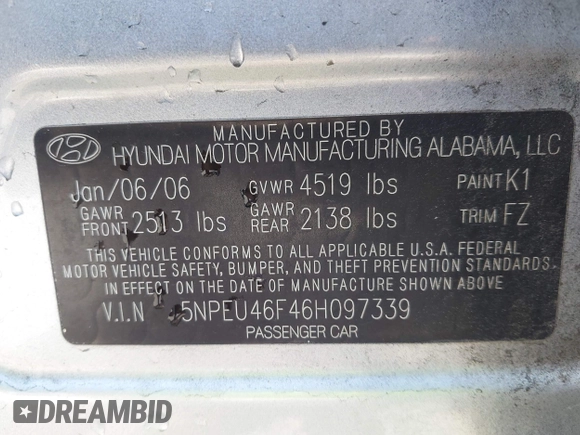 MANUFACTURED BY
HYUNDAI MOTOR MANUFACTURING ALABAMA, LLC
Jan/06/06 GVWR 4519 lbs PAINT K1
GAWR FRONT 2513 lbs GAWR REAR 2138 lbs TRIM FZ
THIS VEHICLE CONFORMS TO ALL APPLICABLE U.S.A. FEDERAL
MOTOR VEHICLE SAFETY, BUMPER, AND THEFT PREVENTION STANDARDS
IN EFFECT ON THE DATE OF MANUFACTURE SHOWN ABOVE
V.I.N 5NPEU46F46H097339
PASSENGER CAR
DREAMBID